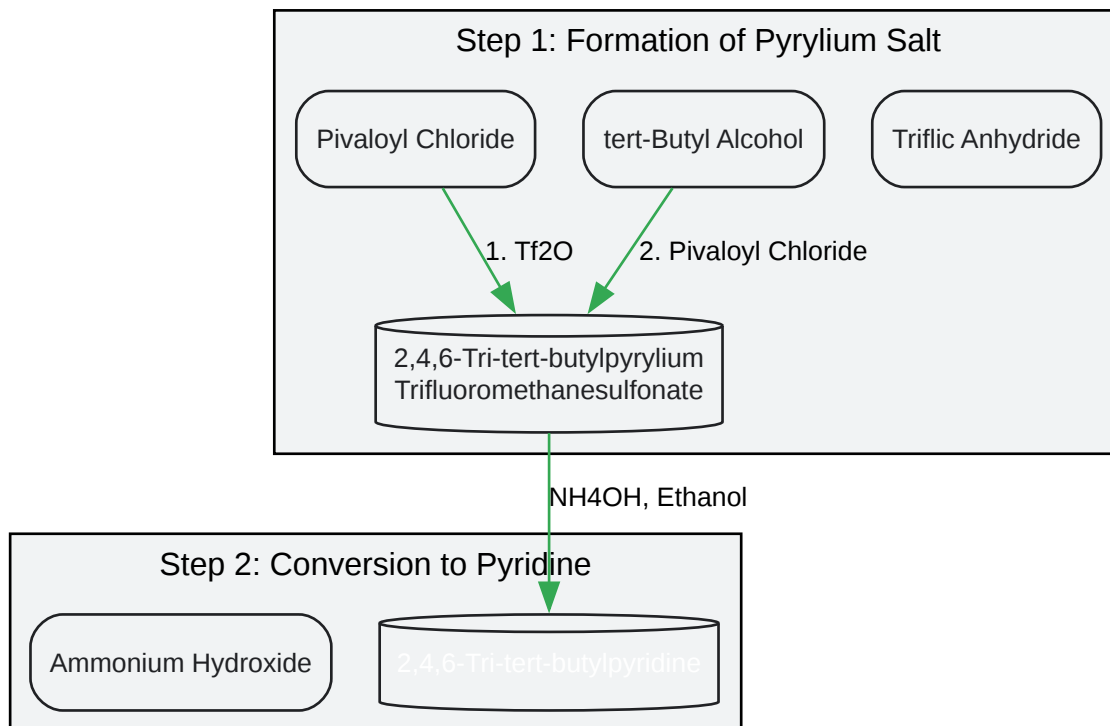 Step 1: Formation of Pyrylium Salt
Pivaloyl Chloride
tert-Butyl Alcohol
Triflic Anhydride
1. Tf2O
2. Pivaloyl Chloride
2,4,6-Tri-tert-butylpyrylium
Trifluoromethanesulfonate
NH4OH, Ethanol
Step 2: Conversion to Pyridine
Ammonium Hydroxide
2,4,6-Tri-tert-butylpyridine